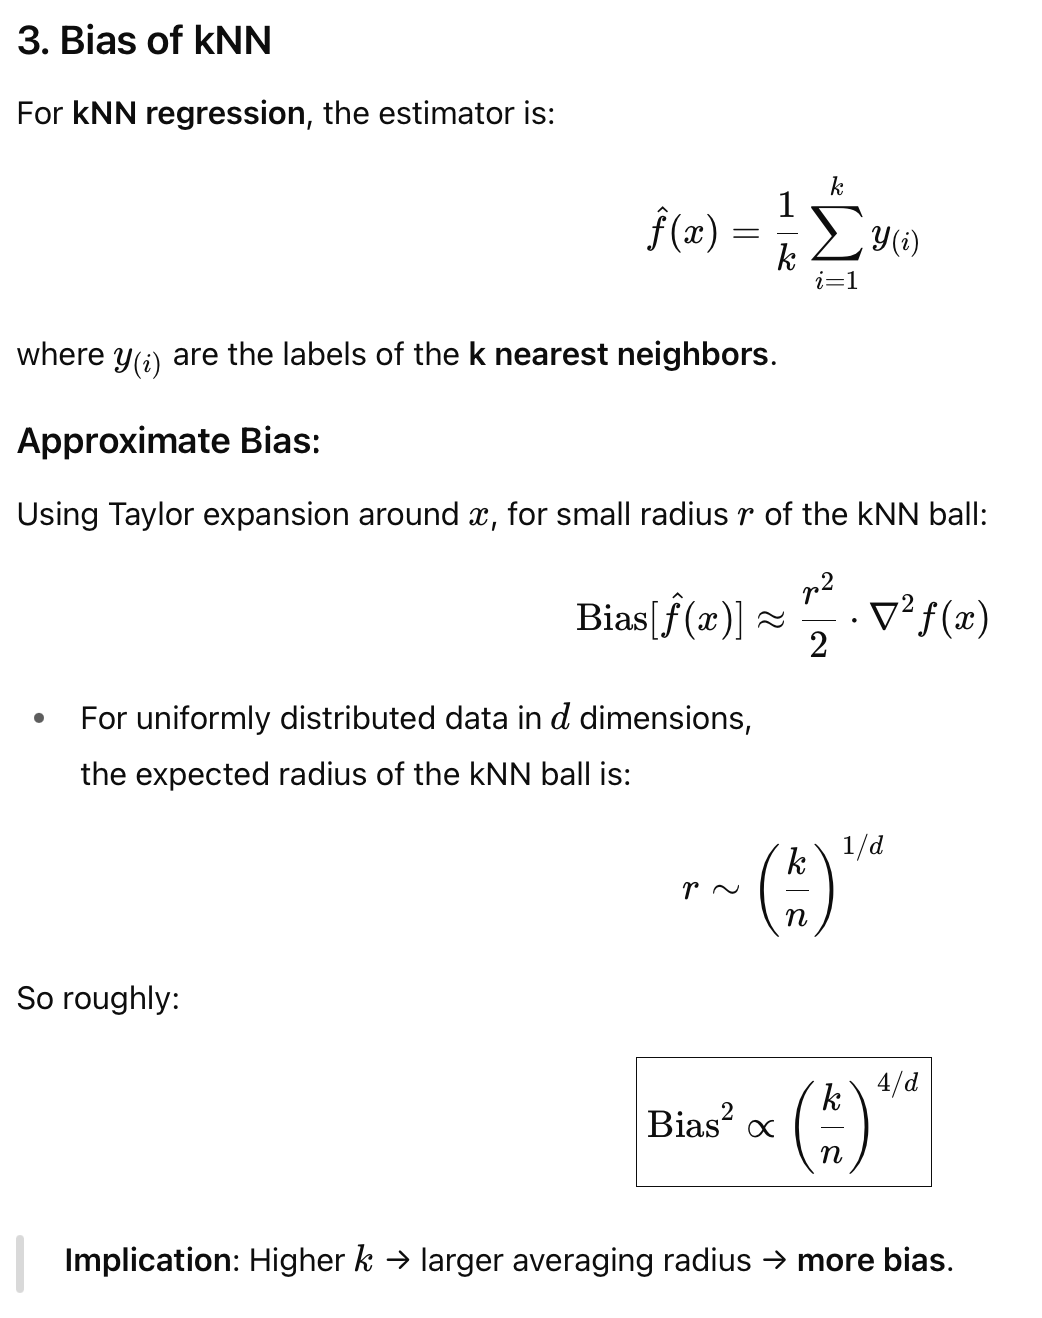 3. Bias of kNN
For kNN regression, the estimator is:
$\hat{f}(x) = \frac{1}{k} \sum_{i=1}^{k} y_{(i)}$
where $y_{(i)}$ are the labels of the k nearest neighbors.
Approximate Bias:
Using Taylor expansion around $x$, for small radius $r$ of the kNN ball:
$\mathrm{Bias}[\hat{f}(x)] \approx \frac{r^2}{2} \cdot \nabla^2 f(x)$
• For uniformly distributed data in $d$ dimensions,
the expected radius of the kNN ball is:
$r \sim \left(\frac{k}{n}\right)^{1/d}$
So roughly:
$\boxed{\mathrm{Bias}^2 \propto \left(\frac{k}{n}\right)^{4/d}}$
Implication: Higher $k$ → larger averaging radius → more bias.